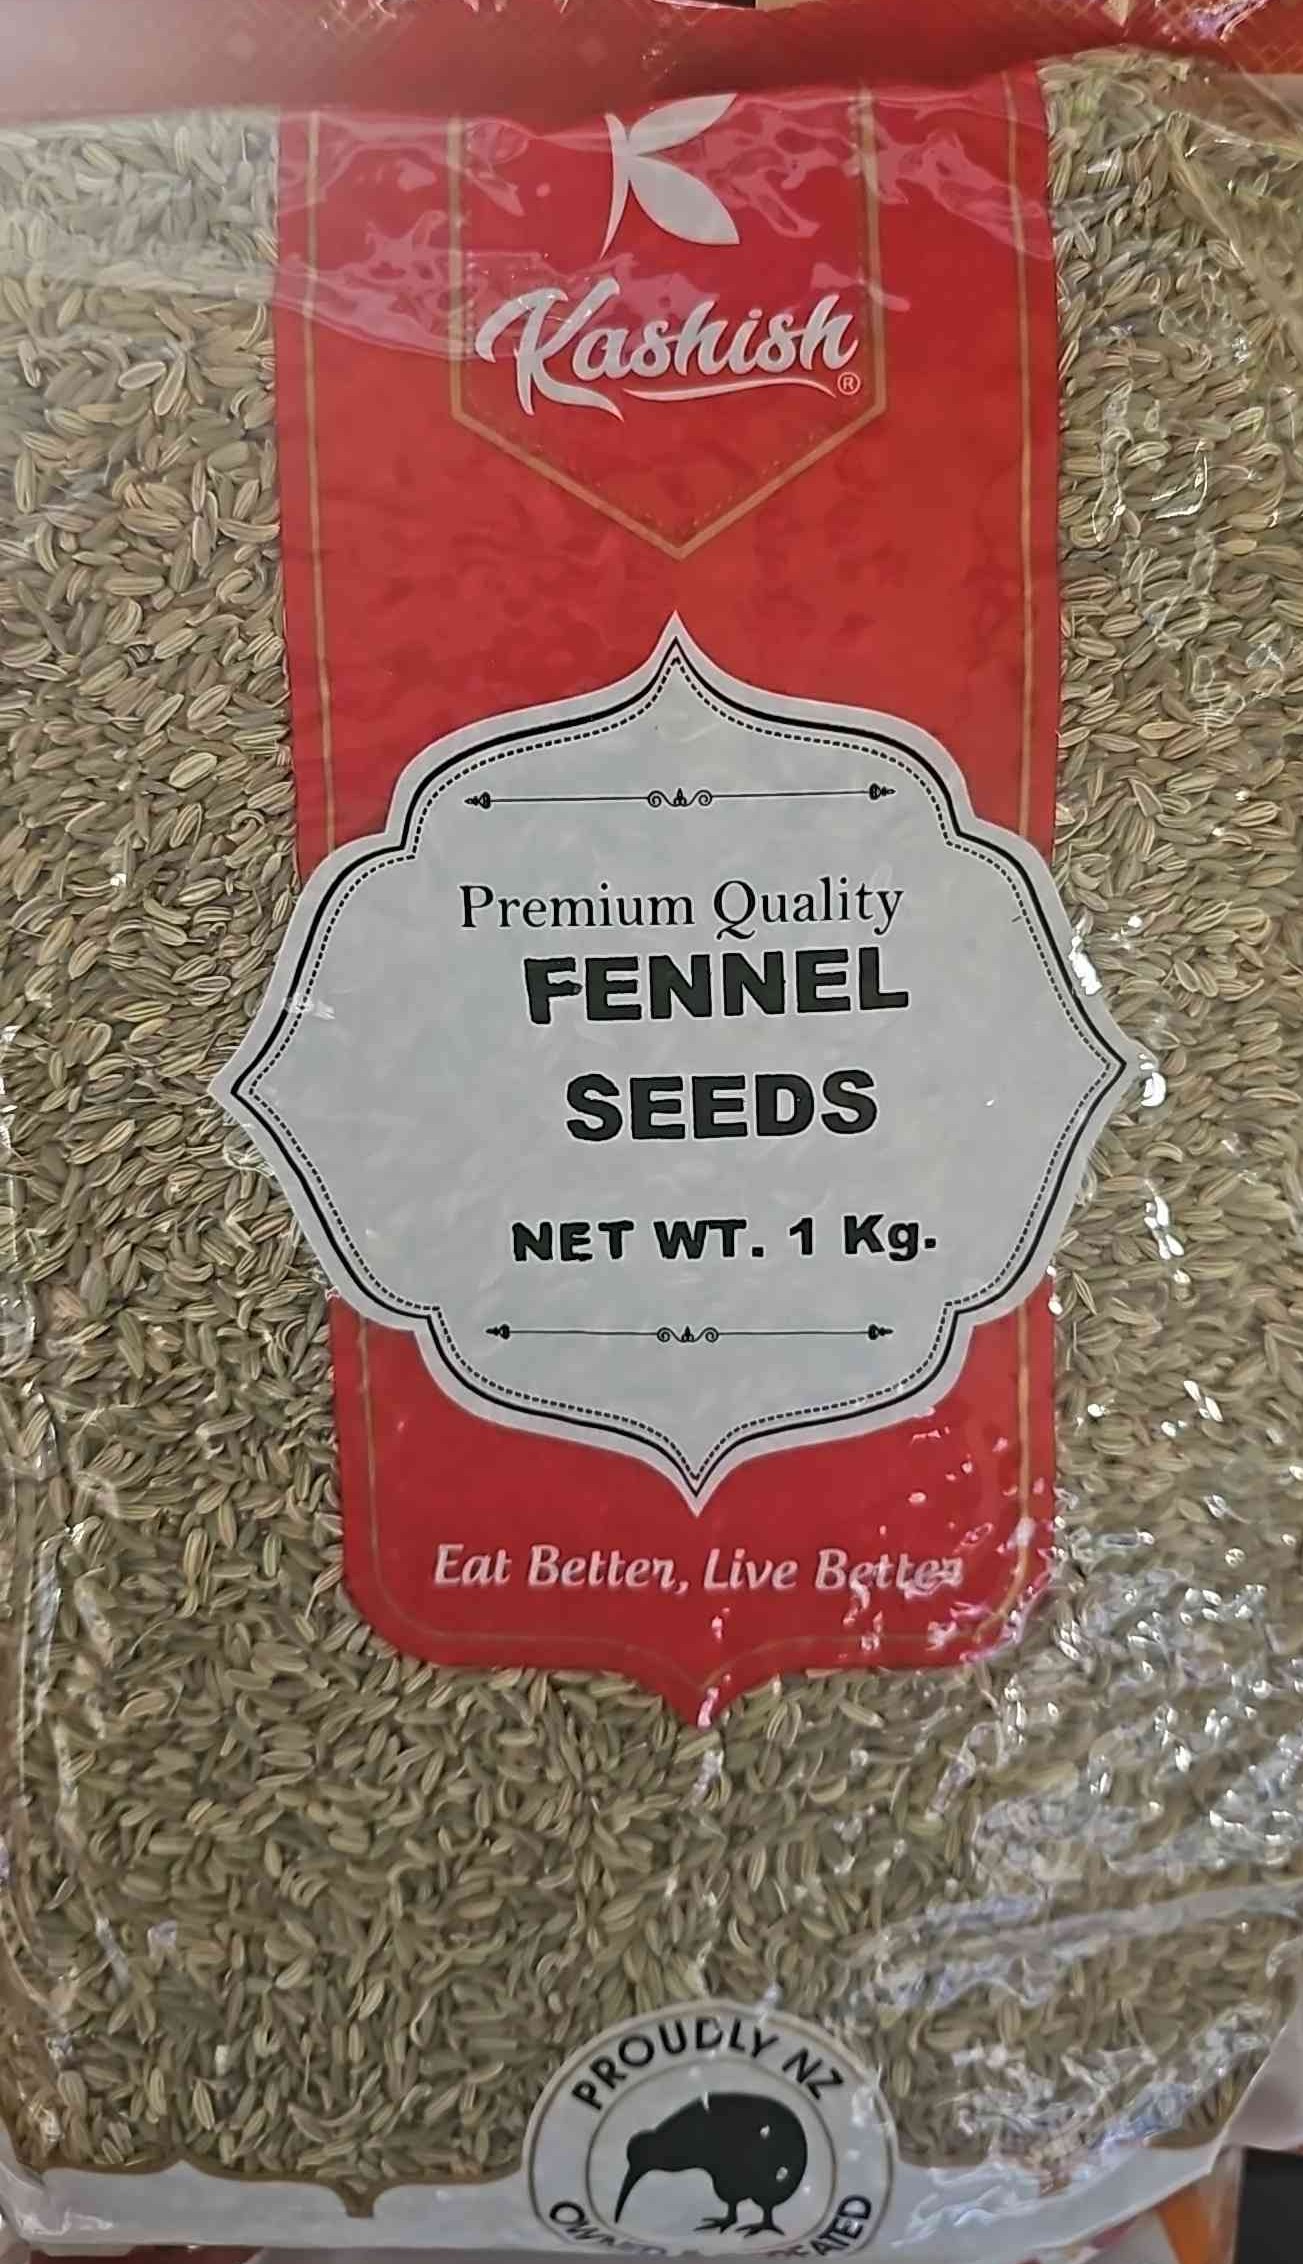 Kashish®
Premium Quality
FENNEL
SEEDS
NET WT. 1 Kg.
Eat Better, Live Better
PROUDLY NZ